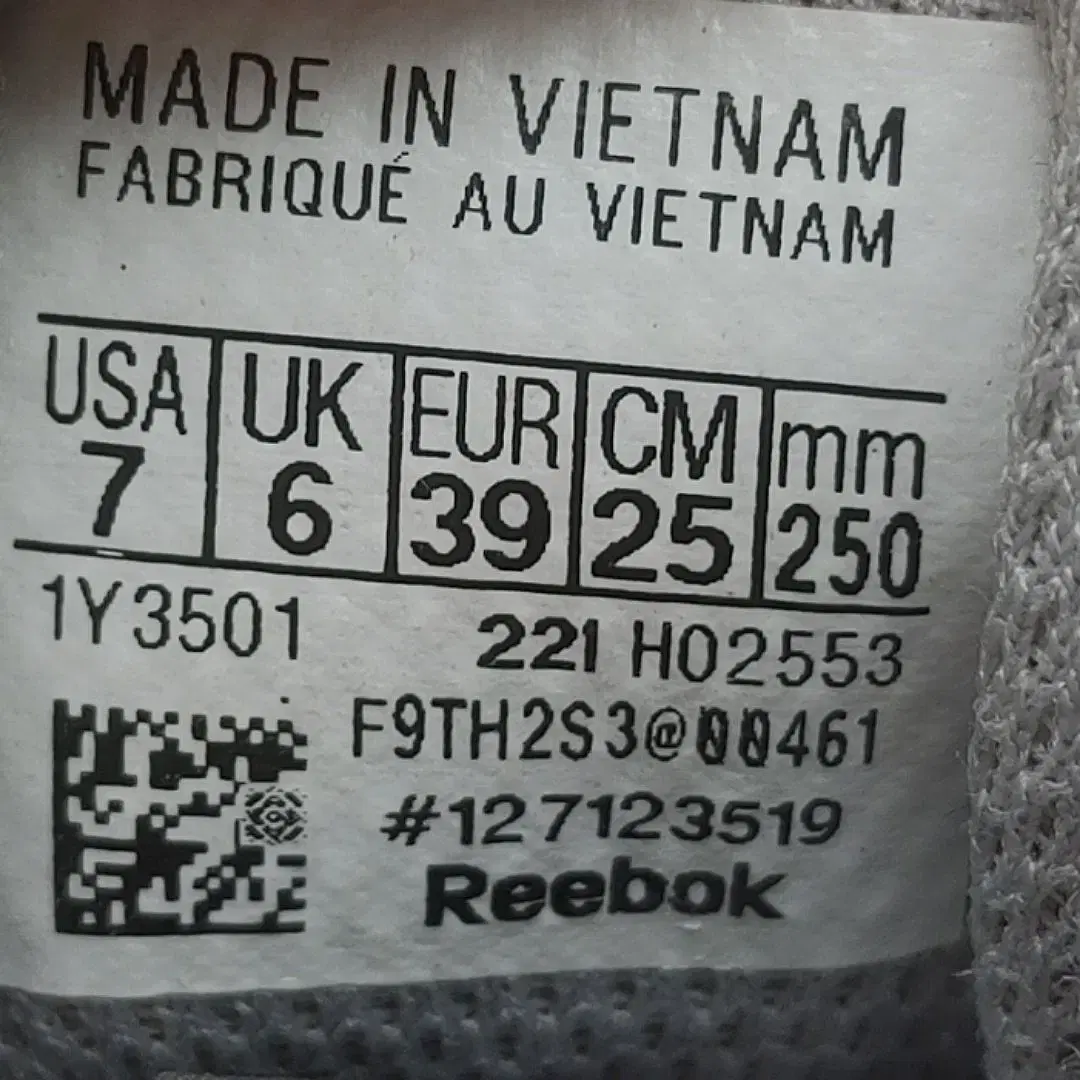 MADE IN VIETNAM
FABRIQUÉ AU VIETNAM
USA UK EUR CM mm
7 6 39 25 250
1Y3501 221 H02553
F9TH2S3@00461
#127123519
Reebok